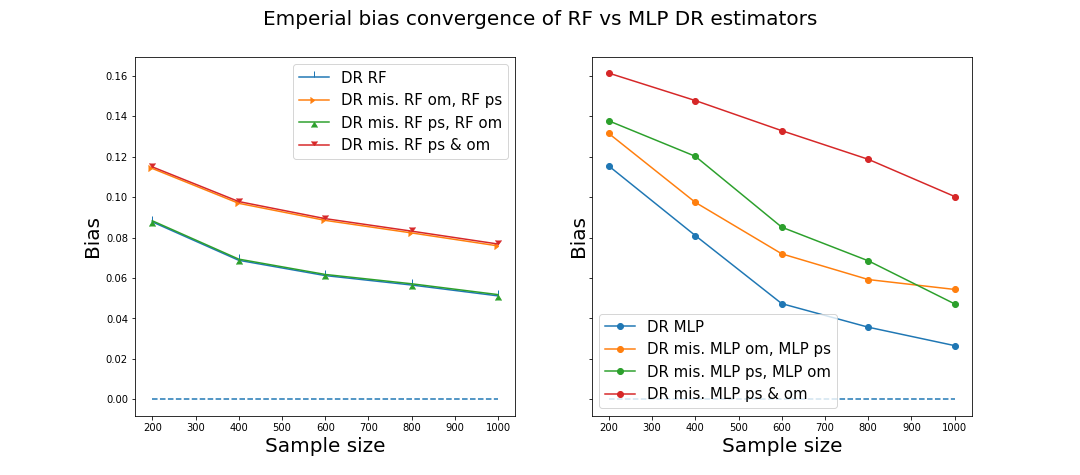 Emperial bias convergence of RF vs MLP DR estimators
0.16
0.14
0.12
0.10
0.08
0.06
0.04
0.02
0.00
Bias
DR RF
DR mis. RF om, RF ps
DR mis. RF ps, RF om
DR mis. RF ps & om
200 300 400 500 600 700 800 900 1000
Sample size
Bias
DR MLP
DR mis. MLP om, MLP ps
DR mis. MLP ps, MLP om
DR mis. MLP ps & om
200 300 400 500 600 700 800 900 1000
Sample size